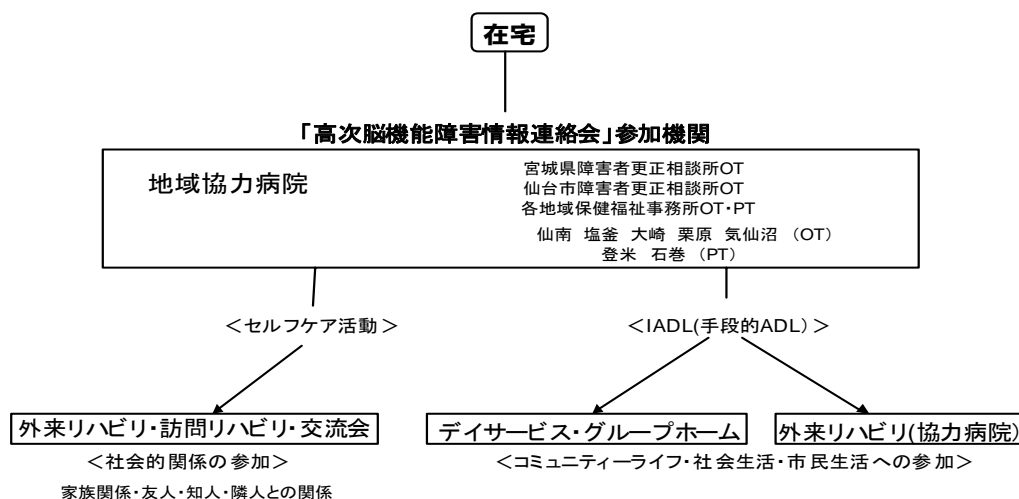 在宅
「高次脳機能障害情報連絡会」参加機関
地域協力病院
宮城県障害者更正相談所OT
仙台市障害者更正相談所OT
各地域保健福祉事務所OT・PT
仙南 塩釜 大崎 栗原 気仙沼 (OT)
登米 石巻 (PT)
＜セルフケア活動＞
＜IADL(手段的ADL)＞
外来リハビリ・訪問リハビリ・交流会
デイサービス・グループホーム
外来リハビリ(協力病院)
＜社会的関係の参加＞
＜コミュニティーライフ・社会生活・市民生活への参加＞
家族関係・友人・知人・隣人との関係